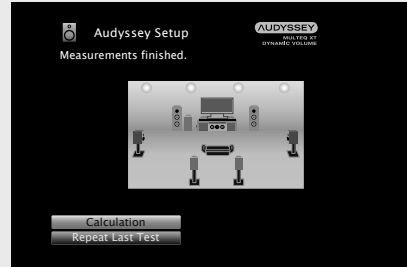 Audyssey Setup
AUDYSSEY
MULTEQ XT
DYNAMIC VOLUME
Measurements finished.
Calculation
Repeat Last Test